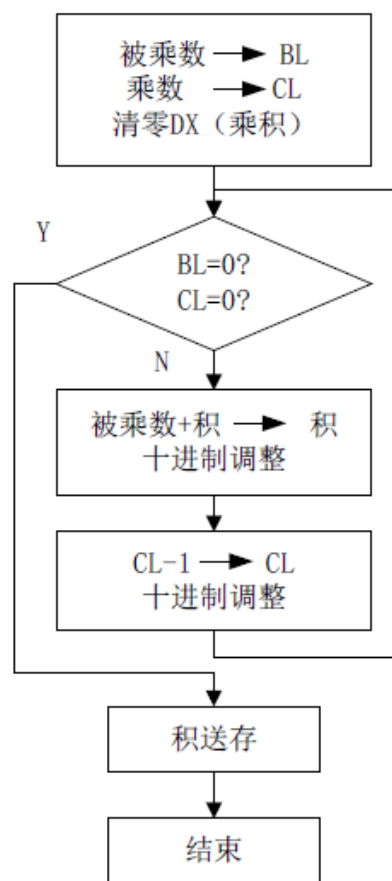 被乘数 → BL
乘数 → CL
清零DX（乘积）
Y
BL=0?
CL=0?
N
被乘数+积 → 积
十进制调整
CL-1 → CL
十进制调整
积送存
结束